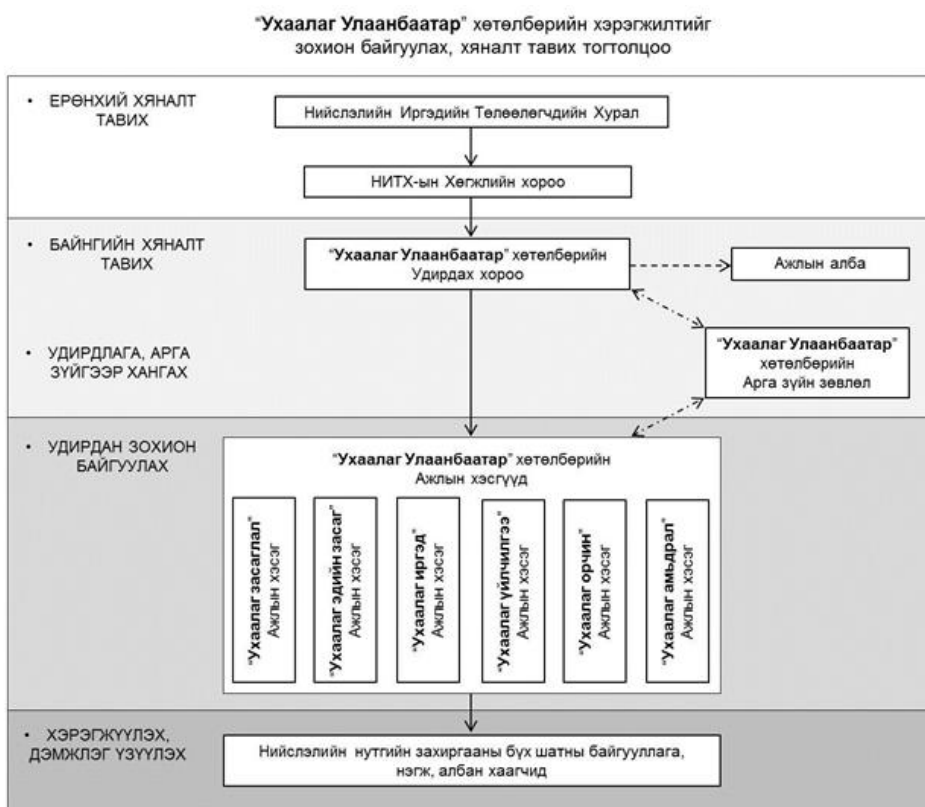 “Ухаалаг Улаанбаатар” хөтөлбөрийн хэрэгжилтийг
зохион байгуулах, хяналт тавих тогтолцоо
• ЕРӨНХИЙ ХЯНАЛТ
ТАВИХ
Нийслэлийн Иргэдийн Төлөөлөгчдийн Хурал
НИТХ-ын Хөгжлийн хороо
• БАЙНГИЙН ХЯНАЛТ
ТАВИХ
“Ухаалаг Улаанбаатар” хөтөлбөрийн
Удирдах хороо
Ажлын алба
• УДИРДЛАГА, АРГА
ЗҮЙГЭЭР ХАНГАХ
“Ухаалаг Улаанбаатар”
хөтөлбөрийн
Арга зүйн зөвлөл
• УДИРДАН ЗОХИОН
БАЙГУУЛАХ
“Ухаалаг Улаанбаатар” хөтөлбөрийн
Ажлын хэсгүүд
“Ухаалаг засаглал”
Ажлын хэсэг
“Ухаалаг эдийн засаг”
Ажлын хэсэг
“Ухаалаг иргэд”
Ажлын хэсэг
“Ухаалаг үйлчилгээ”
Ажлын хэсэг
“Ухаалаг орчин”
Ажлын хэсэг
“Ухаалаг амьдрал”
Ажлын хэсэг
• ХЭРЭГЖҮҮЛЭХ,
ДЭМЖЛЭГ ҮЗҮҮЛЭХ
Нийслэлийн нутгийн захиргааны бүх шатны байгууллага,
нэгж, албан хаагчид